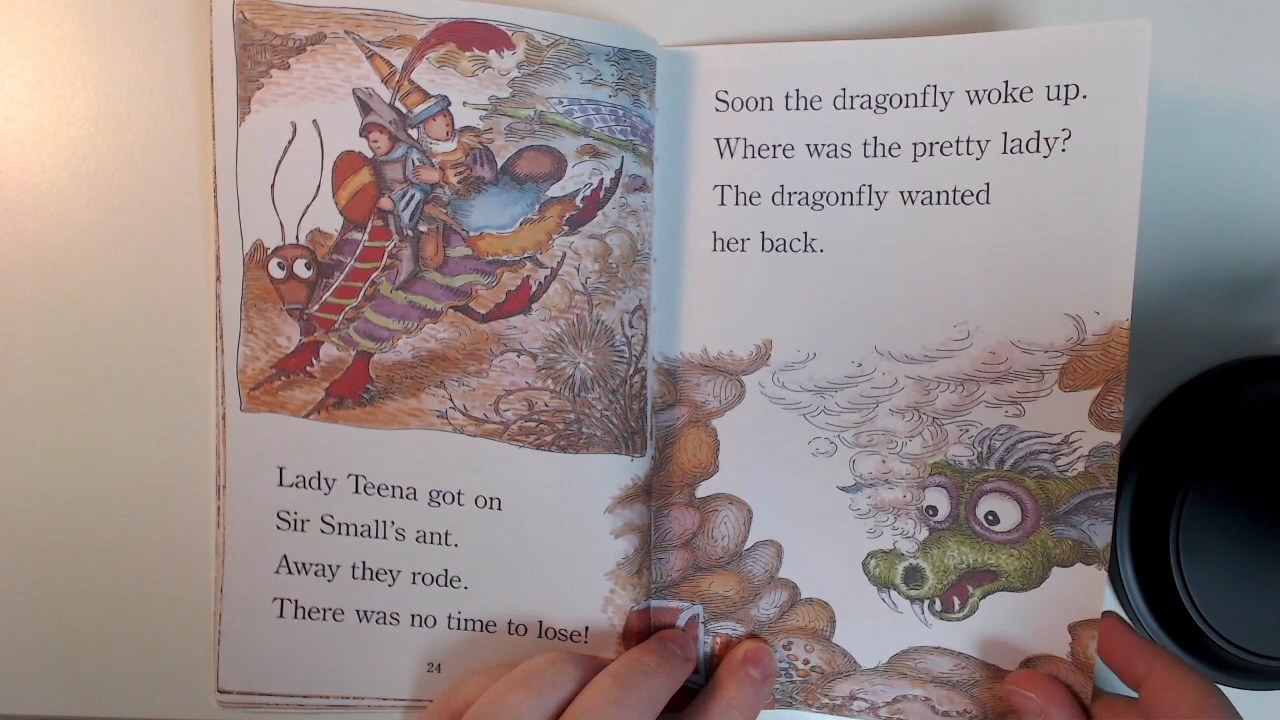 Lady Teena got on
Sir Small's ant.
Away they rode.
There was no time to lose!
24
Soon the dragonfly woke up.
Where was the pretty lady?
The dragonfly wanted
her back.